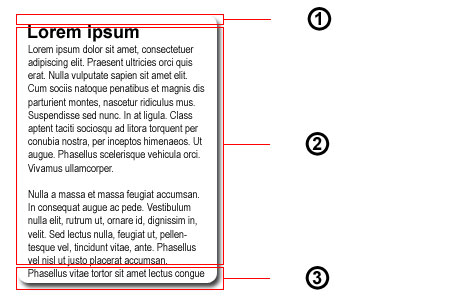 Lorem Ipsum
Lorem ipsum dolor sit amet, consectetuer
adipiscing elit. Praesent ultricies orci quis
erat. Nulla vulputate sapien sit amet elit.
Cum sociis natoque penatibus et magnis dis
parturient montes, nascetur ridiculus mus.
Suspendisse sed nunc. In at ligula. Class
aptent taciti sociosqu ad litora torquent per
conubia nostra, per inceptos himenaeos. Ut
augue. Phasellus scelerisque vehicula orci.
Vivamus ullamcorper.
Nulla a massa et massa feugiat accumsan.
In consequat augue ac pede. Vestibulum
nulla elit, rutrum ut, ornare id, dignissim in,
velit. Sed lectus nulla, feugiat ut, pellen-
tesque vel, tincidunt vitae, ante. Phasellus
vel nisl ut justo placerat accumsan.
Phasellus vitae tortor sit amet lectus congue
1
2
3